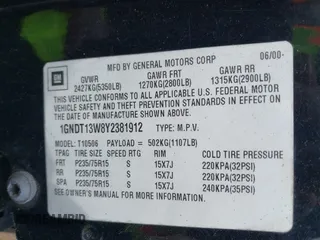 GM
MFD BY GENERAL MOTORS CORP 06/00
GVWR GAWR FRT GAWR RR
2427KG(5350LB) 1270KG(2800LB) 1315KG(2900LB)
THIS VEHICLE CONFORMS TO ALL APPLICABLE U.S. FEDERAL
MOTOR VEHICLE SAFETY STANDARDS IN EFFECT ON THE DATE OF
MANUFACTURE SHOWN ABOVE.
1GNDT13W8Y2381912 TYPE: M.P.V.
MODEL: T10506 PAYLOAD = 502KG(1107LB)
TPAG TIRE SIZE SPEED RTG RIM COLD TIRE PRESSURE
FRT P235/75R15 S 15X7J 220KPA(32PSI)
RR P235/75R15 S 15X7J 220KPA(32PSI)
SPA P235/75R15 S 15X7J 240KPA(35PSI)
SEE OWNER'S MANUAL FOR MORE INFORMATION